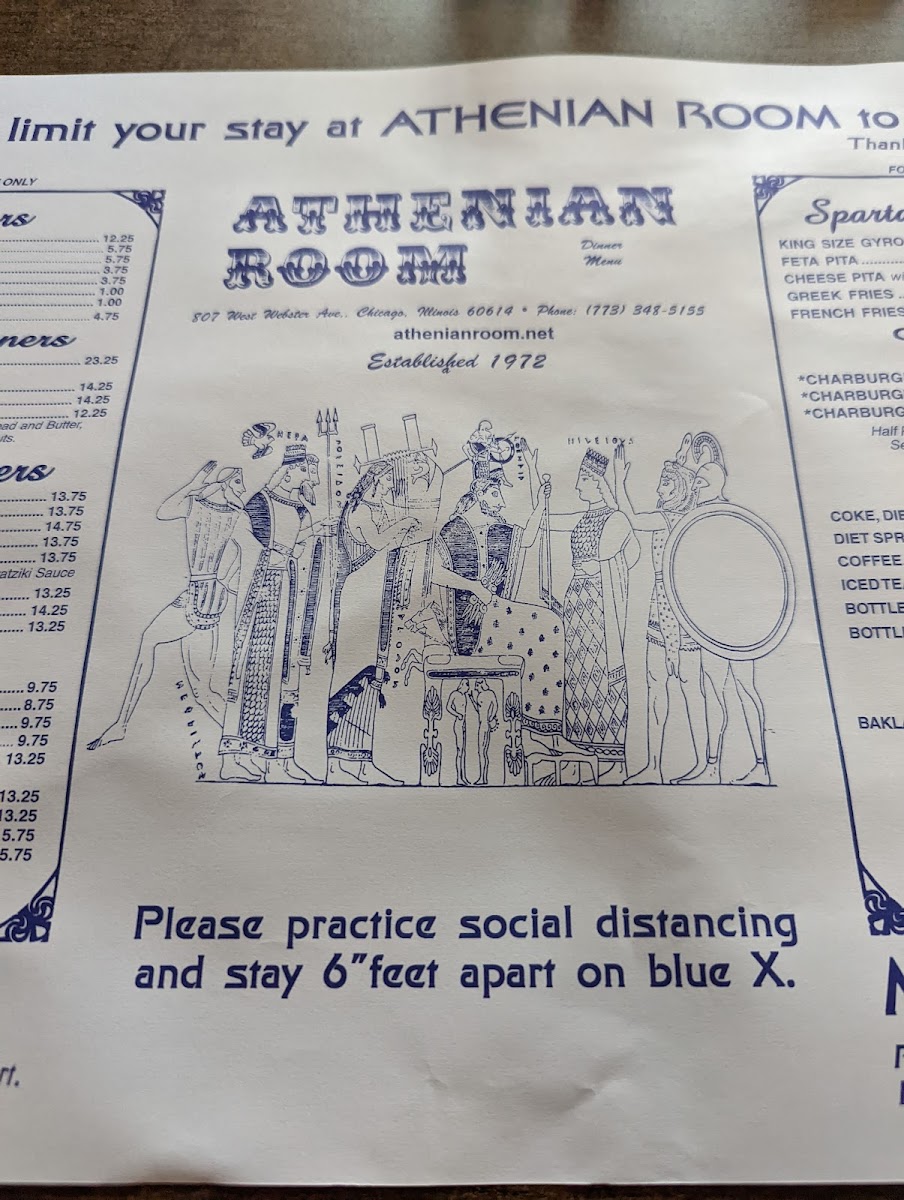 limit your stay at ATHENIAN ROOM to
Thank
ONLY
FO
ATHENIAN
ROOM
Dinner
Menu
807 West Webster Ave., Chicago, Illinois 60614 * Phone: (773) 348-5155
athenianroom.net
Established 1972
rs
12.25
5.75
5.75
3.75
3.75
1.00
1.00
4.75
ners
23.25
14.25
14.25
12.25
ad and Butter,
uts.
ers
13.75
13.75
14.75
13.75
13.75
atziki Sauce
13.25
14.25
13.25
9.75
8.75
9.75
9.75
13.25
13.25
13.25
5.75
5.75
Sparta
KING SIZE GYRO
FETA PITA
CHEESE PITA wi
GREEK FRIES
FRENCH FRIES
*CHARBURG
*CHARBURG
*CHARBURG
Half
Se
COKE, DIE
DIET SPR
COFFEE
ICED TE
BOTTLE
BOTTL
BAKLA
Please practice social distancing
and stay 6"feet apart on blue X.
rt.